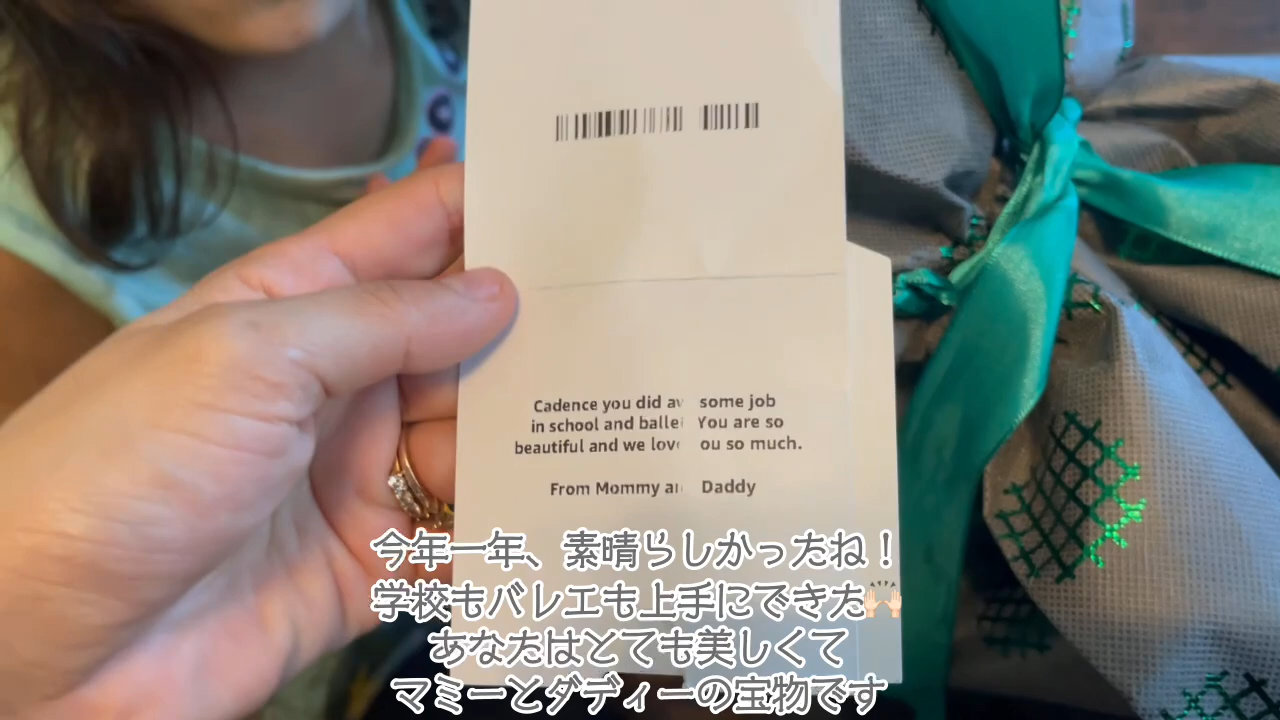 Cadence you did aw some job
in school and balle You are so
beautiful and we lov ou so much.
From Mommy a Daddy
今年一年、素晴らしかったね！
学校もバレエも上手にできた🙌🏻
あなたはとても美しくて
マミーとダディーの宝物です